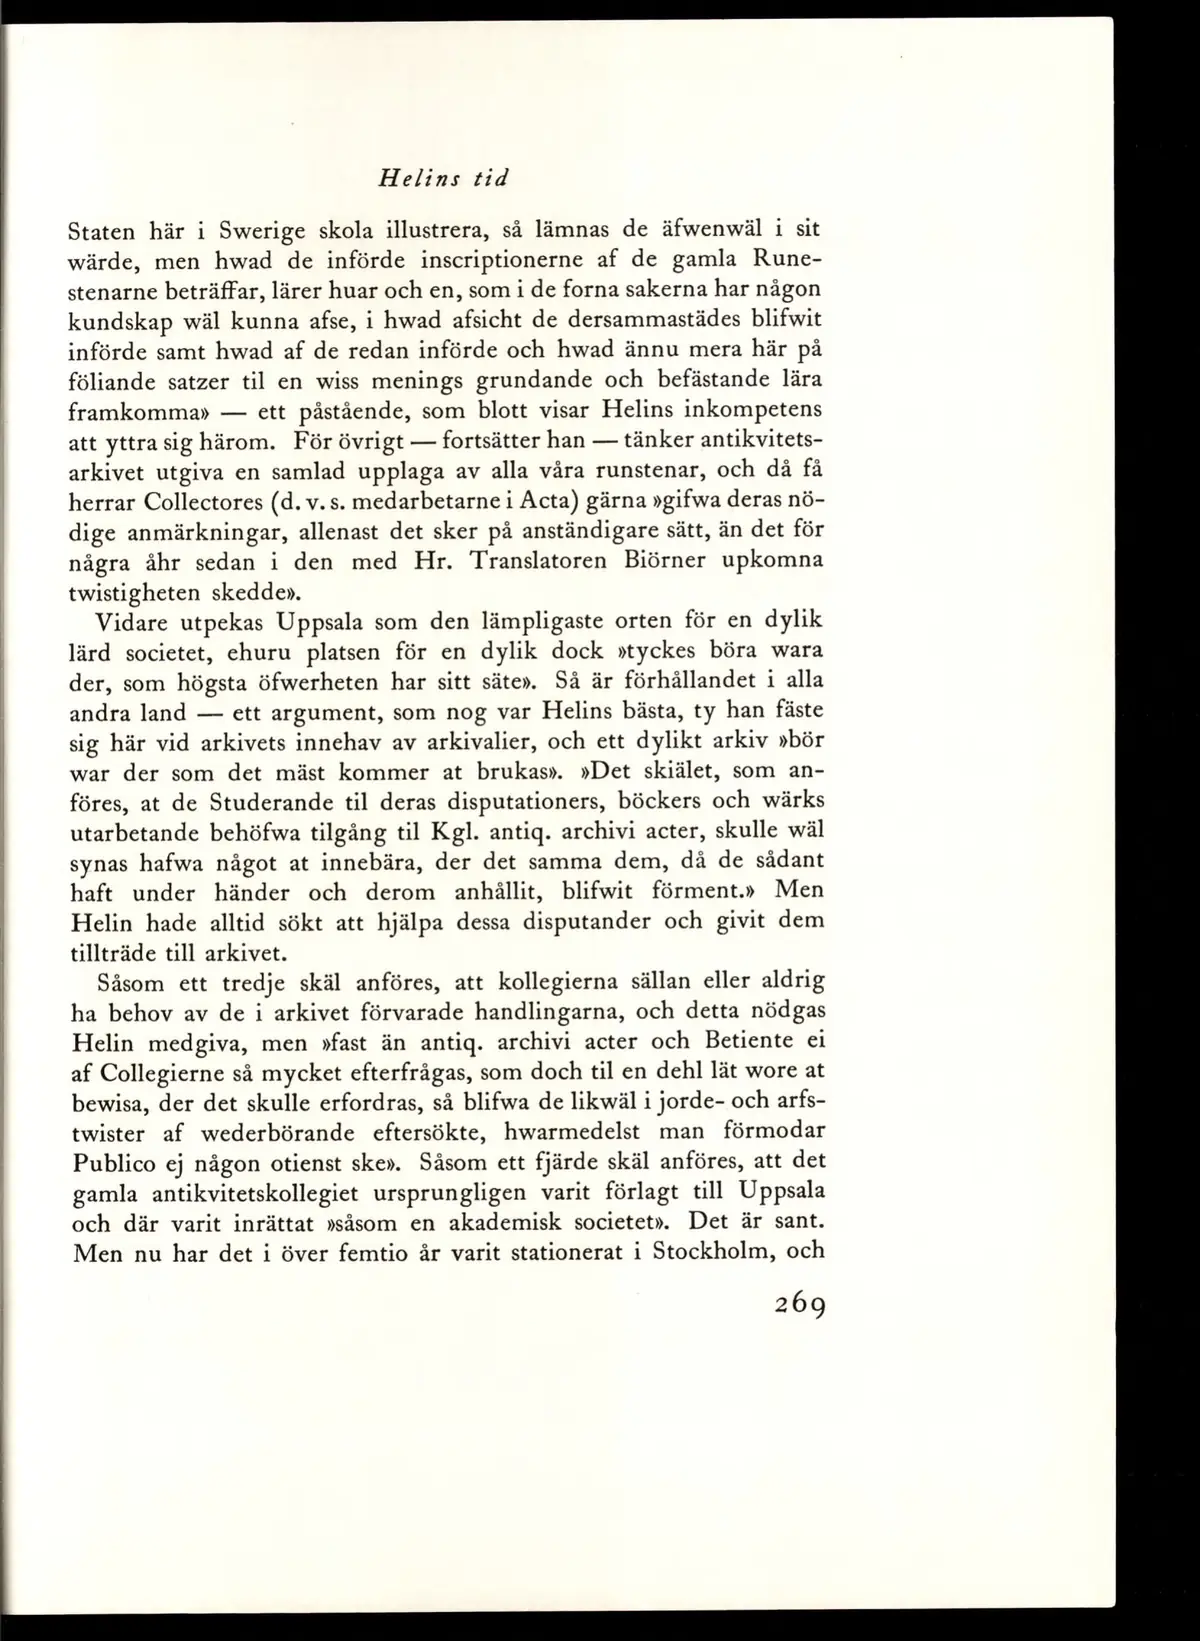 Helins tid
Staten här i Swerige skola illustrera, så lämnas de äfwenwäl i sit
wärde, men hwad de införde inscriptionerne af de gamla Rune-
stenarne beträffar, lärer huar och en, som i de forna sakerna har någon
kundskap wäl kunna afse, i hwad afsicht de dersammastädes blifwit
införde samt hwad af de redan införde och hwad ännu mera här på
föliande satzer til en wiss menings grundande och befästande lära
framkomma» — ett påstående, som blott visar Helins inkompetens
att yttra sig härom. För övrigt — fortsätter han — tänker antikvitets-
arkivet utgiva en samlad upplaga av alla våra runstenar, och då få
herrar Collectores (d. v. s. medarbetarne i Acta) gärna »gifwa deras nö-
dige anmärkningar, allenast det sker på anständigare sätt, än det för
några åhr sedan i den med Hr. Translatoren Biörner upkomna
twistigheten skedde».
Vidare utpekas Uppsala som den lämpligaste orten för en dylik
lärd societet, ehuru platsen för en dylik dock »tyckes böra wara
der, som högsta öfwerheten har sitt säte». Så är förhållandet i alla
andra land — ett argument, som nog var Helins bästa, ty han fäste
sig här vid arkivets innehav av arkivalier, och ett dylikt arkiv »bör
war der som det mäst kommer at brukas». »Det skiälet, som an-
föres, at de Studerande til deras disputationers, böckers och wärks
utarbetande behöfwa tilgång til Kgl. antiq. archivi acter, skulle wäl
synas hafwa något at innebära, der det samma dem, då de sådant
haft under händer och derom anhållit, blifwit förment.» Men
Helin hade alltid sökt att hjälpa dessa disputander och givit dem
tillträde till arkivet.
Såsom ett tredje skäl anföres, att kollegierna sällan eller aldrig
ha behov av de i arkivet förvarade handlingarna, och detta nödgas
Helin medgiva, men »fast än antiq. archivi acter och Betiente ei
af Collegierne så mycket efterfrågas, som doch til en dehl lät wore at
bewisa, der det skulle erfordras, så blifwa de likwäl i jorde- och arfs-
twister af wederbörande eftersökte, hwarmedelst man förmodar
Publico ej någon otienst ske». Såsom ett fjärde skäl anföres, att det
gamla antikvitetskollegiet ursprungligen varit förlagt till Uppsala
och där varit inrättat »såsom en akademisk societet». Det är sant.
Men nu har det i över femtio år varit stationerat i Stockholm, och
269